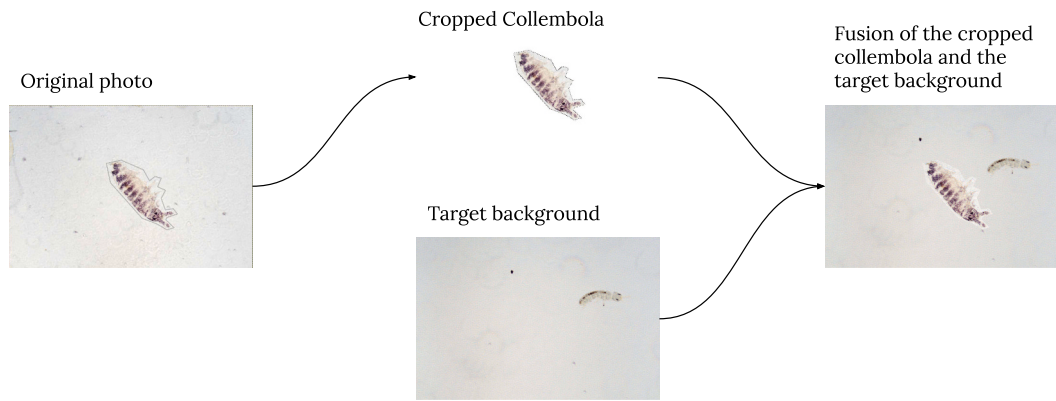 Cropped Collembola
Original photo
Target background
Fusion of the cropped
collembola and the
target background